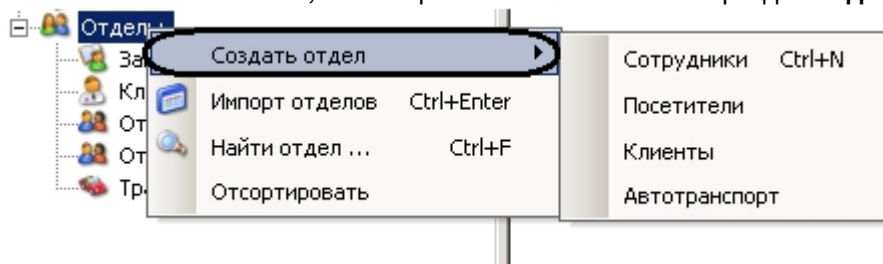 Отделы
Создать отдел
Импорт отделов Ctrl+Enter
Найти отдел ... Ctrl+F
Отсортировать
Сотрудники Ctrl+N
Посетители
Клиенты
Автотранспорт